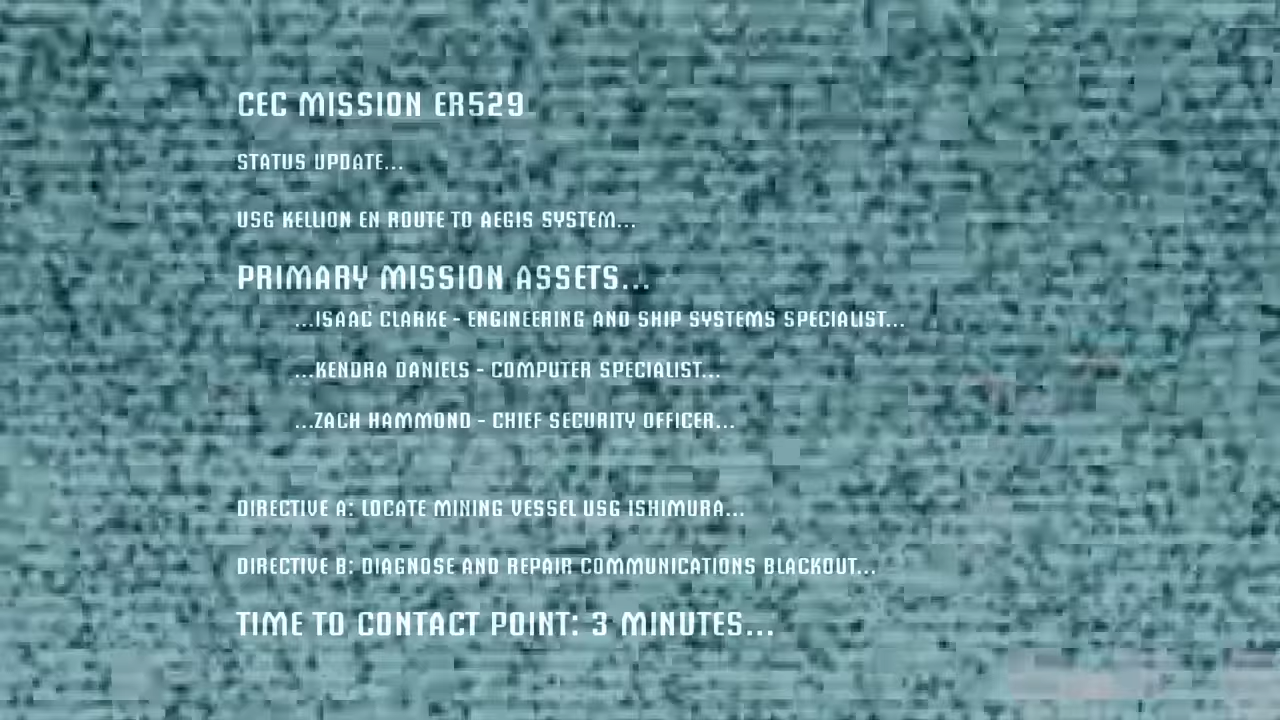 CEC MISSION ER529
STATUS UPDATE...
USG KELLION EN ROUTE TO AEGIS SYSTEM...
PRIMARY MISSION ASSETS...
...ISAAC CLARKE - ENGINEERING AND SHIP SYSTEMS SPECIALIST...
...KENDRA DANIELS - COMPUTER SPECIALIST...
...ZACH HAMMOND - CHIEF SECURITY OFFICER...
DIRECTIVE A: LOCATE MINING VESSEL USG ISHIMURA...
DIRECTIVE B: DIAGNOSE AND REPAIR COMMUNICATIONS BLACKOUT...
TIME TO CONTACT POINT: 3 MINUTES...